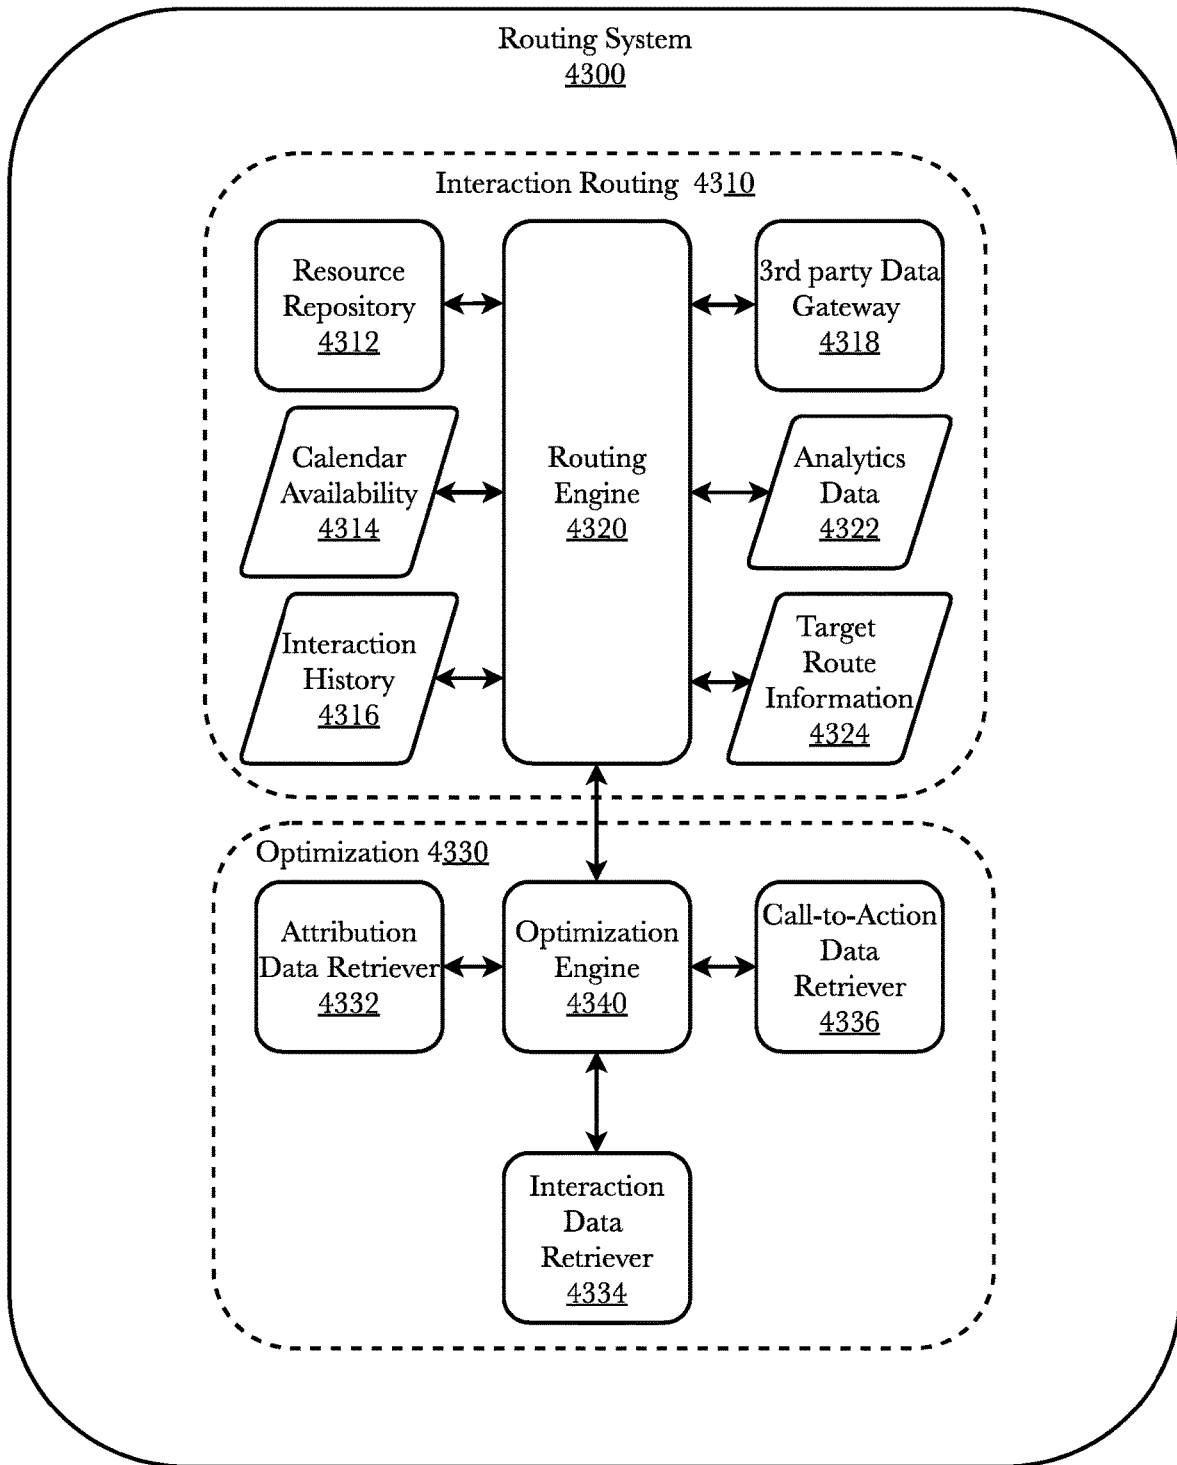 Routing System
4300
Interaction Routing 4310
Resource
Repository
4312
Calendar
Availability
4314
Interaction
History
4316
Routing
Engine
4320
3rd party Data
Gateway
4318
Analytics
Data
4322
Target
Route
Information
4324
Optimization 4330
Attribution
Data Retriever
4332
Optimization
Engine
4340
Call-to-Action
Data
Retriever
4336
Interaction
Data
Retriever
4334